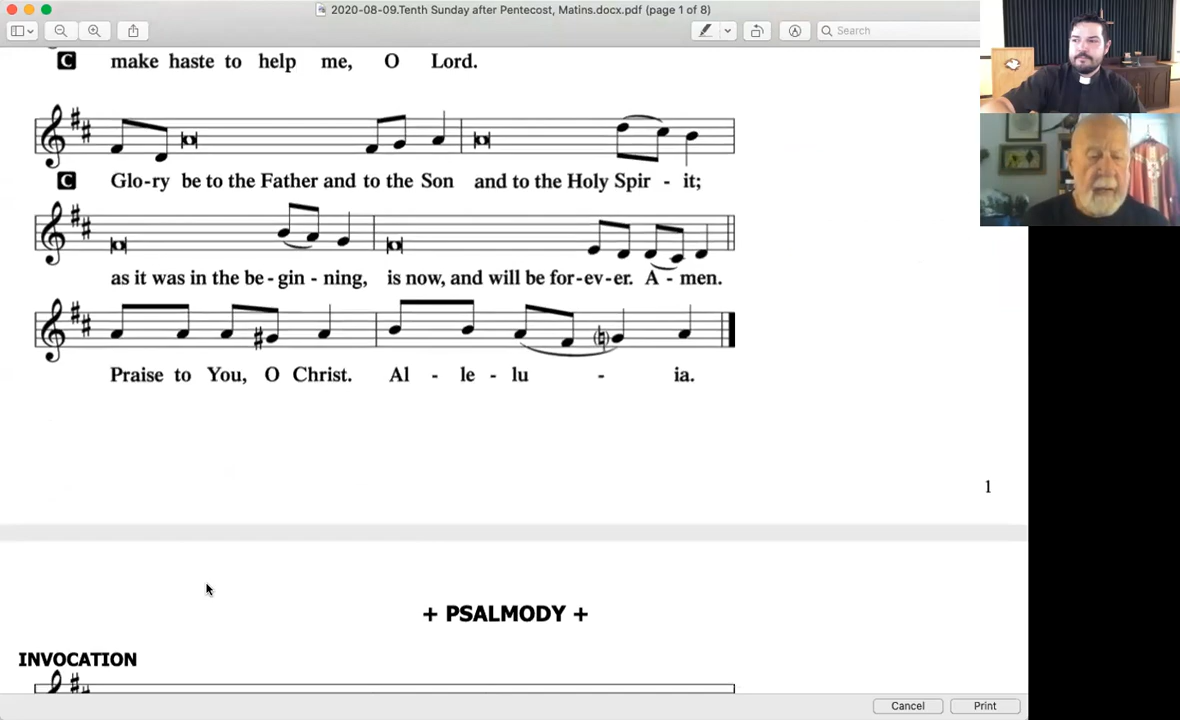 2020-08-09.Tenth Sunday after Pentecost, Matins.docx.pdf (page 1 of 8)
Search
C make haste to help me, O Lord.
C Glo-ry be to the Father and to the Son and to the Holy Spir - it;
as it was in the be - gin - ning, is now, and will be for-ev-er. A - men.
Praise to You, O Christ. Al - le - lu - ia.
1
+ PSALMODY +
INVOCATION
Cancel Print